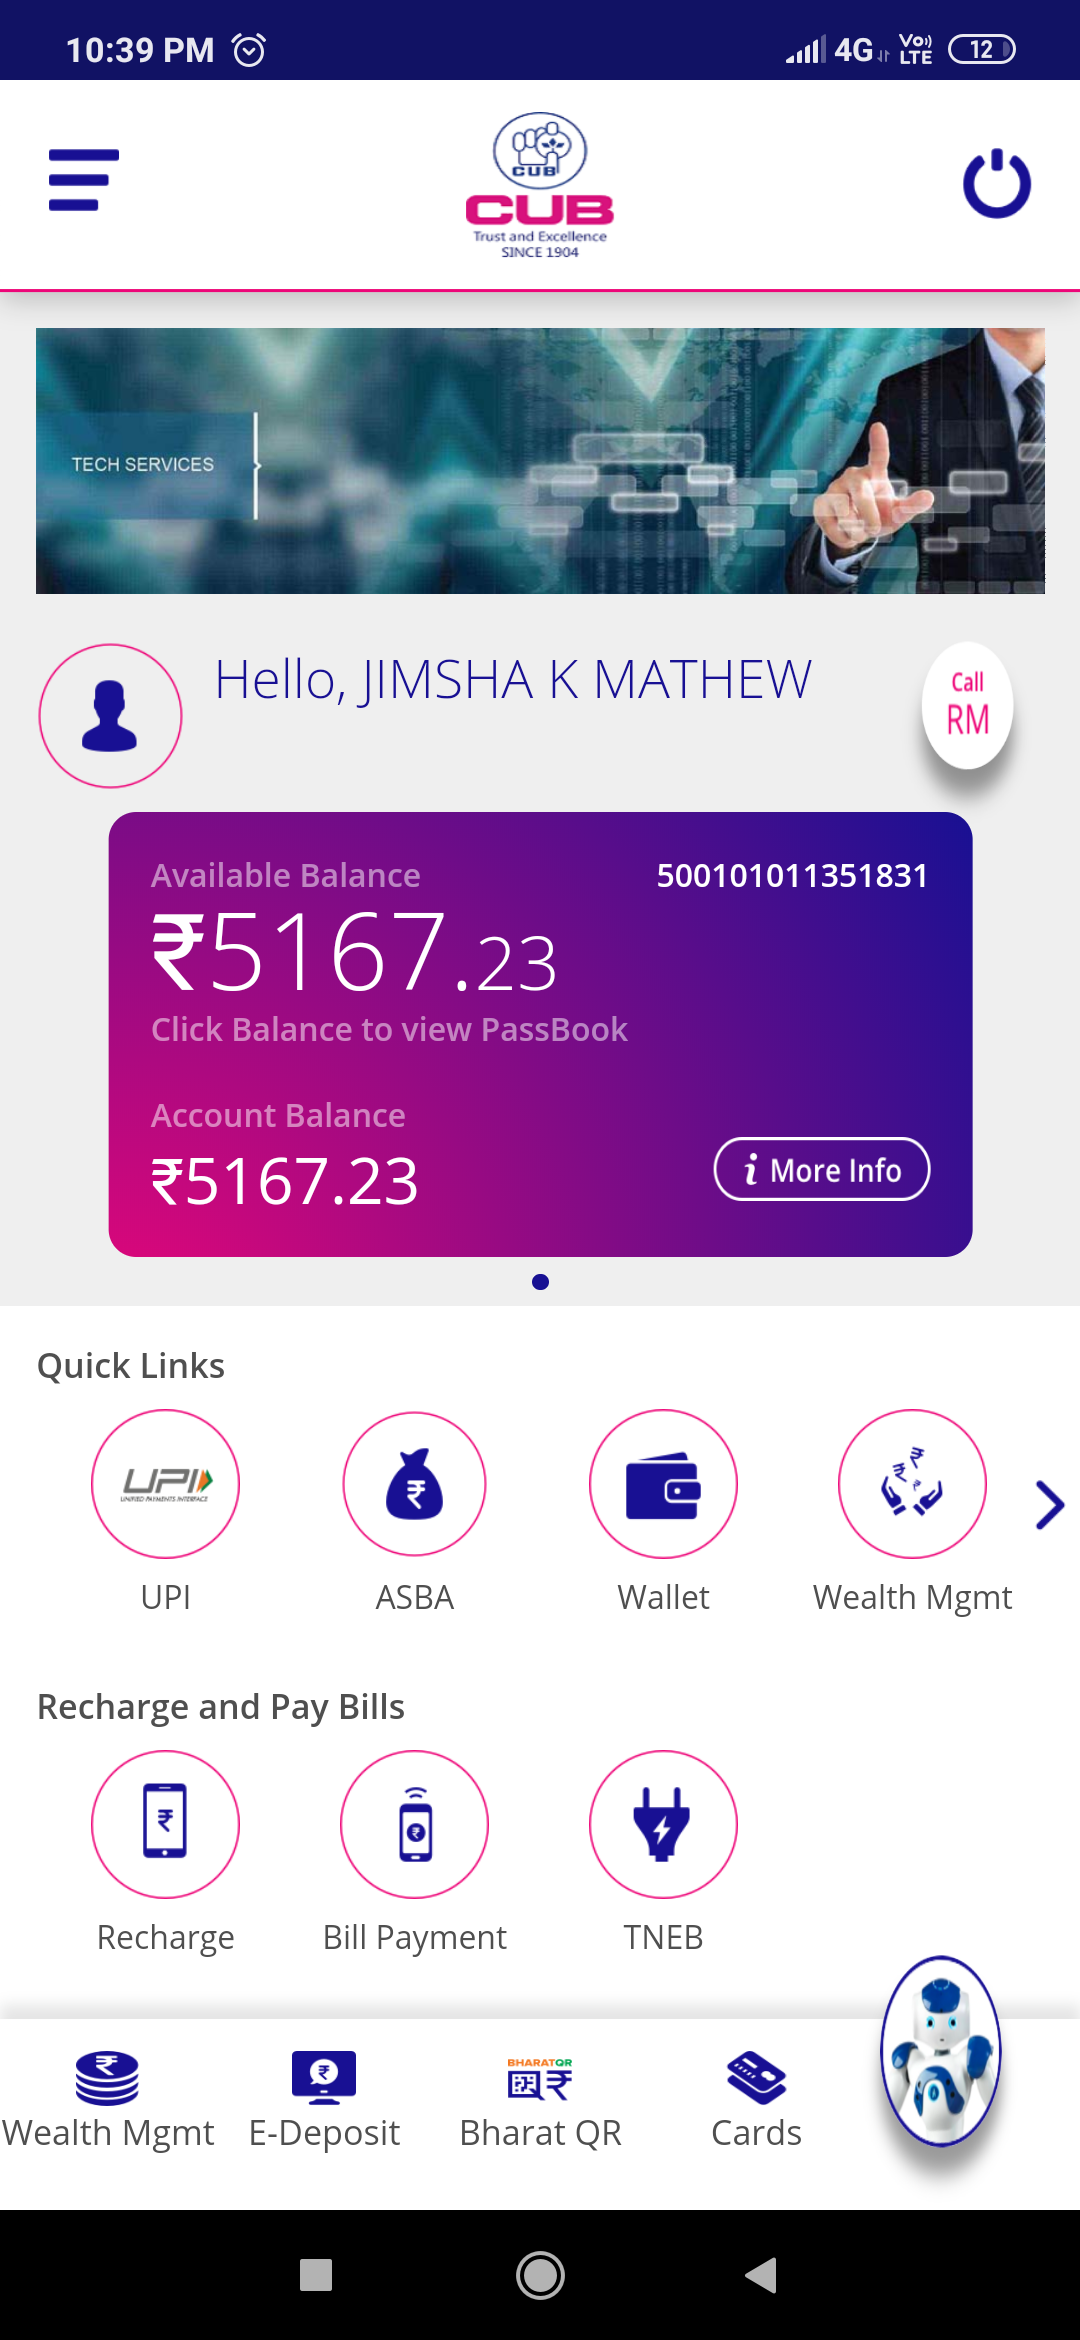 10:39 PM
4G
Vo)) LTE
12
CUB
CUB
Trust and Excellence
SINCE 1904
TECH SERVICES
Hello, JIMSHA K MATHEW
Call
RM
Available Balance
500101011351831
₹5167.23
Click Balance to view PassBook
Account Balance
₹5167.23
i More Info
Quick Links
UPI
UNIFIED PAYMENTS INTERFACE
UPI
ASBA
Wallet
Wealth Mgmt
Recharge and Pay Bills
Recharge
Bill Payment
TNEB
BHARATQR
Wealth Mgmt
E-Deposit
Bharat QR
Cards